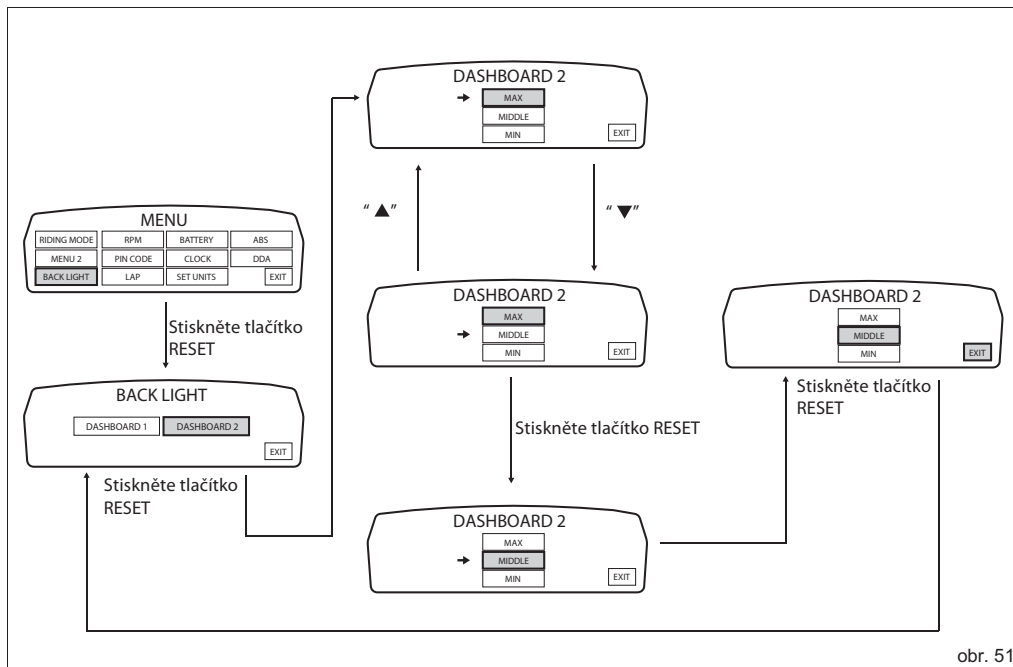 DASHBOARD 2
MAX
MIDDLE
MIN
EXIT
“ ▲”
“ ▼”
MENU
RIDING MODE RPM BATTERY ABS
MENU 2 PIN CODE CLOCK DDA
BACK LIGHT LAP SET UNITS EXIT
Stiskněte tlačítko
RESET
BACK LIGHT
DASHBOARD 1 DASHBOARD 2
EXIT
Stiskněte tlačítko
RESET
DASHBOARD 2
MAX
MIDDLE
MIN
EXIT
Stiskněte tlačítko RESET
DASHBOARD 2
MAX
MIDDLE
MIN
EXIT
DASHBOARD 2
MAX
MIDDLE
MIN
EXIT
Stiskněte tlačítko
RESET
obr. 51